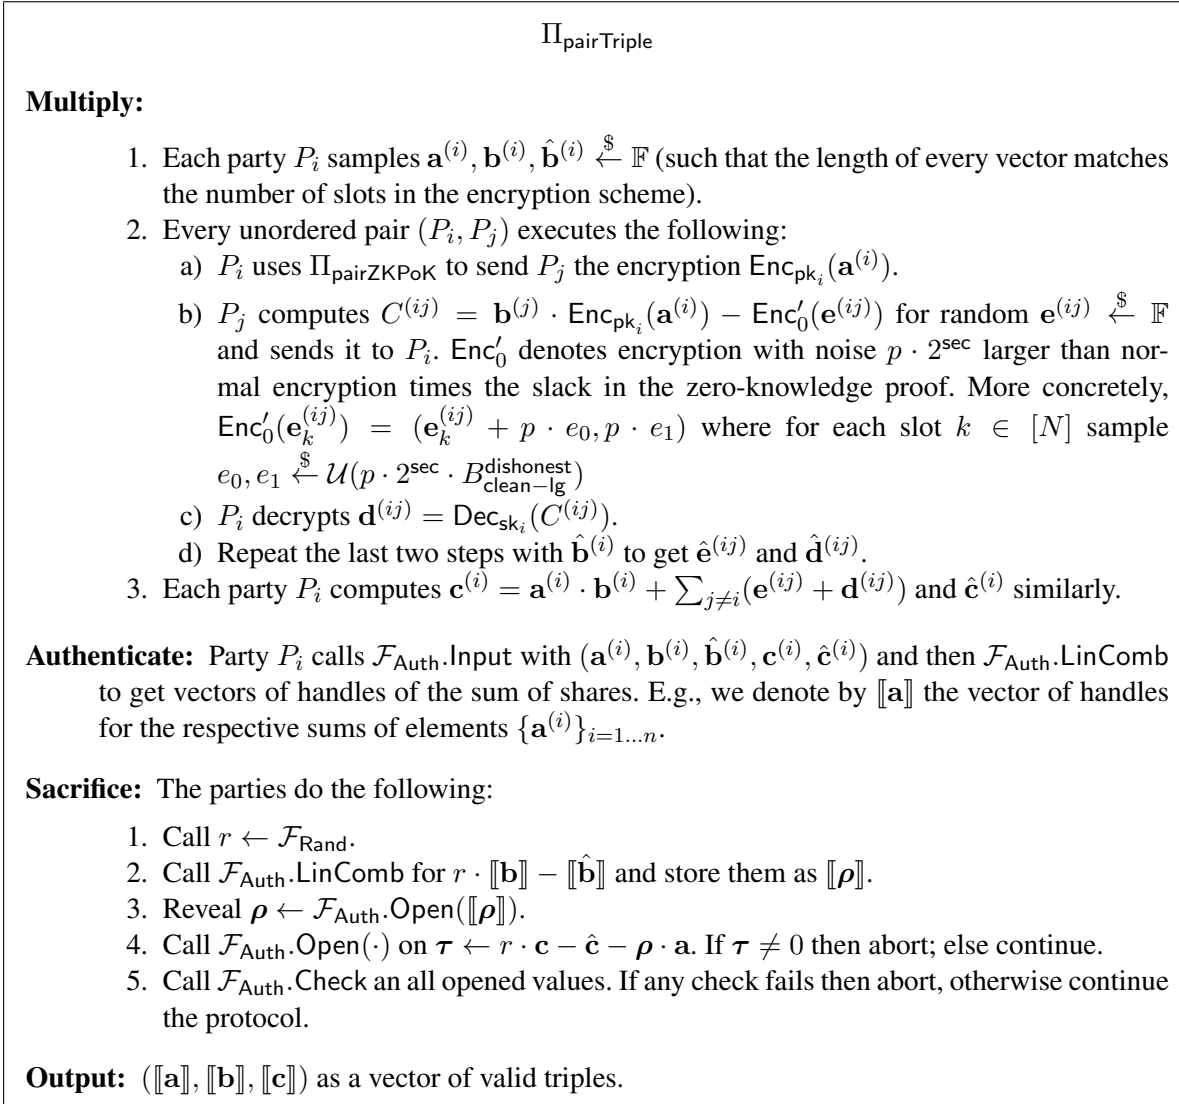 Π_pairTriple
Multiply:
1. Each party P_i samples a^(i), b^(i), b̂^(i) ←$ 𝔽 (such that the length of every vector matches
the number of slots in the encryption scheme).
2. Every unordered pair (P_i, P_j) executes the following:
a) P_i uses Π_pairZKPoK to send P_j the encryption Enc_{pk_i}(a^(i)).
b) P_j computes C^(ij) = b^(j) · Enc_{pk_i}(a^(i)) − Enc′_0(e^(ij)) for random e^(ij) ←$ 𝔽
and sends it to P_i. Enc′_0 denotes encryption with noise p · 2^sec larger than nor-
mal encryption times the slack in the zero-knowledge proof. More concretely,
Enc′_0(e_k^(ij)) = (e_k^(ij) + p · e_0, p · e_1) where for each slot k ∈ [N] sample
e_0, e_1 ←$ 𝒰(p · 2^sec · B^dishonest_clean−lg)
c) P_i decrypts d^(ij) = Dec_{sk_i}(C^(ij)).
d) Repeat the last two steps with b̂^(i) to get ê^(ij) and d̂^(ij).
3. Each party P_i computes c^(i) = a^(i) · b^(i) + ∑_{j≠i}(e^(ij) + d^(ij)) and ĉ^(i) similarly.
Authenticate: Party P_i calls ℱ_Auth.Input with (a^(i), b^(i), b̂^(i), c^(i), ĉ^(i)) and then ℱ_Auth.LinComb
to get vectors of handles of the sum of shares. E.g., we denote by ⟦a⟧ the vector of handles
for the respective sums of elements {a^(i)}_{i=1...n}.
Sacrifice: The parties do the following:
1. Call r ← ℱ_Rand.
2. Call ℱ_Auth.LinComb for r · ⟦b⟧ − ⟦b̂⟧ and store them as ⟦ρ⟧.
3. Reveal ρ ← ℱ_Auth.Open(⟦ρ⟧).
4. Call ℱ_Auth.Open(·) on τ ← r · c − ĉ − ρ · a. If τ ≠ 0 then abort; else continue.
5. Call ℱ_Auth.Check an all opened values. If any check fails then abort, otherwise continue
the protocol.
Output: (⟦a⟧, ⟦b⟧, ⟦c⟧) as a vector of valid triples.